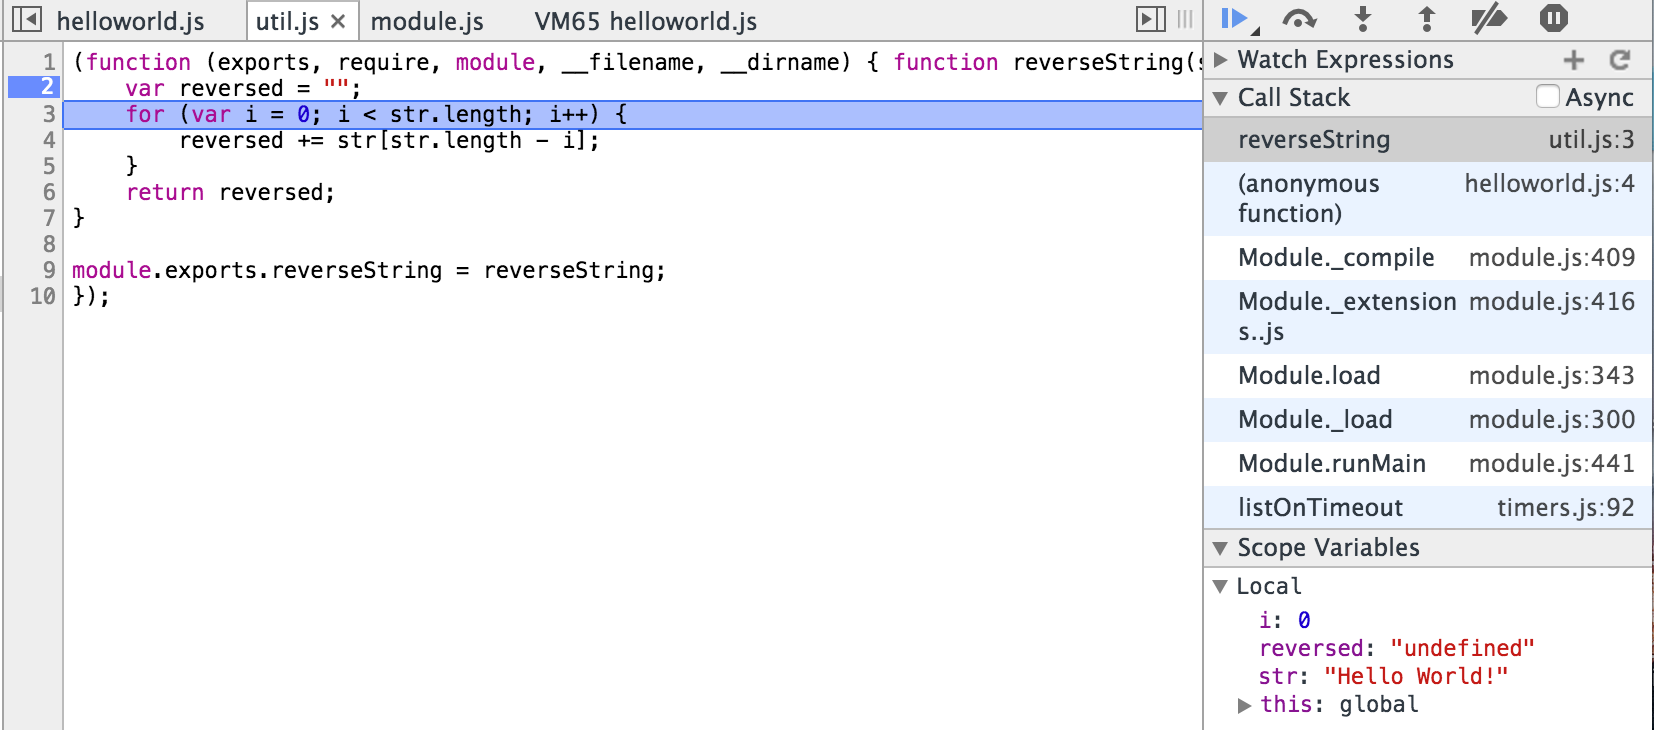 helloworld.js util.js × module.js VM65 helloworld.js
1 (function (exports, require, module, __filename, __dirname) { function reverseString(s
2 var reversed = "";
3 for (var i = 0; i < str.length; i++) {
4 reversed += str[str.length - i];
5 }
6 return reversed;
7 }
8
9 module.exports.reverseString = reverseString;
10 });
Watch Expressions
Call Stack Async
reverseString util.js:3
(anonymous helloworld.js:4
function)
Module._compile module.js:409
Module._extension module.js:416
s..js
Module.load module.js:343
Module._load module.js:300
Module.runMain module.js:441
listOnTimeout timers.js:92
Scope Variables
Local
i: 0
reversed: "undefined"
str: "Hello World!"
this: global